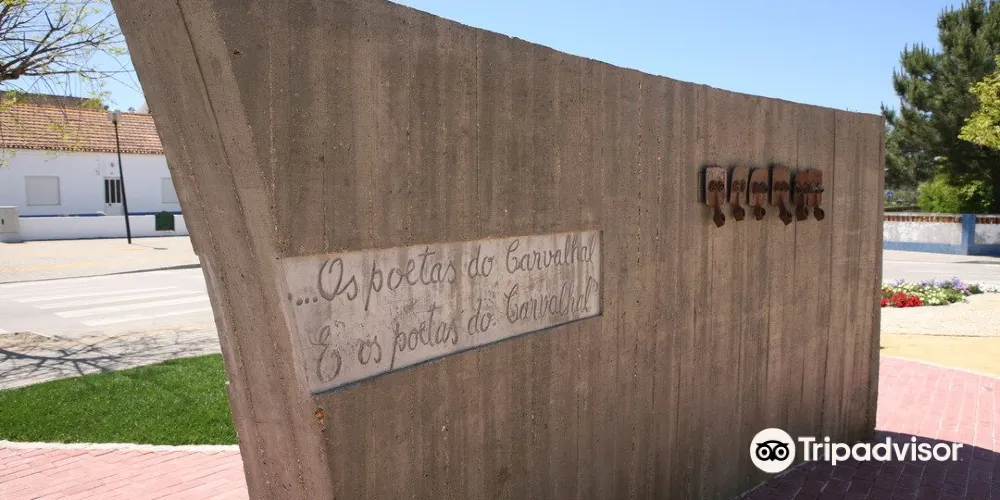 "...Os poetas do Carvalhal
E os poetas do Carvalhal"
Tripadvisor